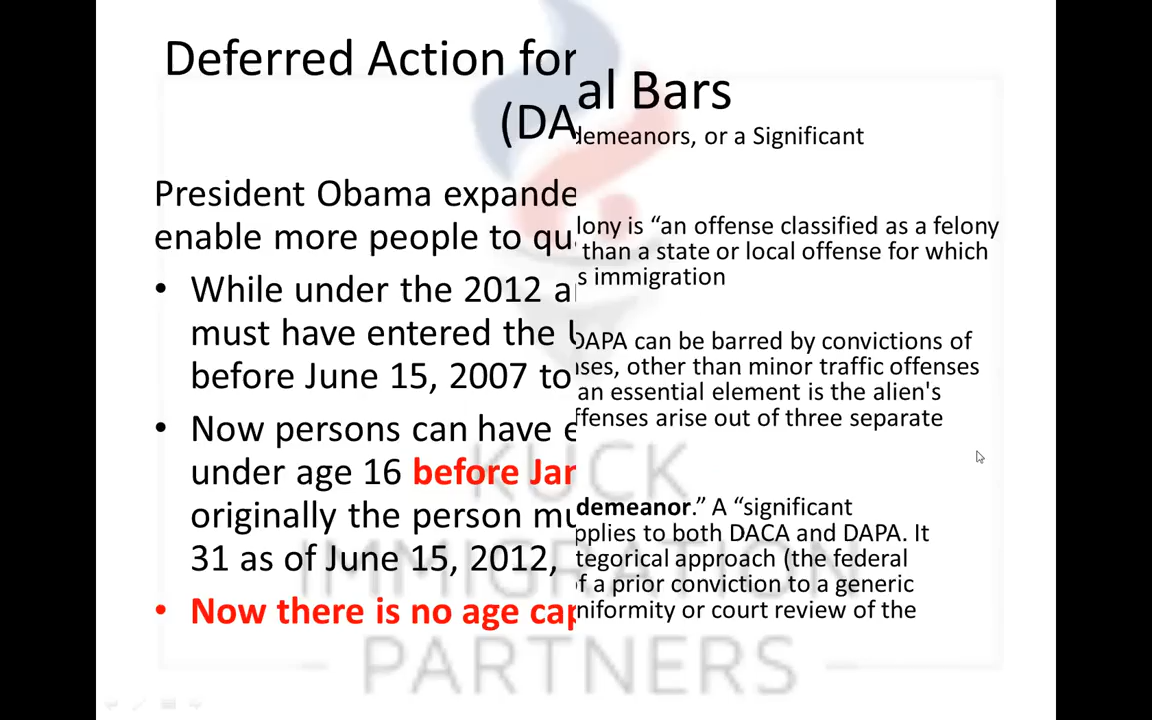 Deferred Action for
(DA
President Obama expande
enable more people to qu
• While under the 2012 a
must have entered the
before June 15, 2007 to
• Now persons can have e
under age 16 before Jan
originally the person mu
31 as of June 15, 2012,
• Now there is no age cap
al Bars
demeanors, or a Significant
lony is “an offense classified as a felony
than a state or local offense for which
s immigration
DAPA can be barred by convictions of
ses, other than minor traffic offenses
an essential element is the alien's
ffenses arise out of three separate
demeanor.” A “significant
pplies to both DACA and DAPA. It
tegorical approach (the federal
f a prior conviction to a generic
niformity or court review of the
KUCK
IMMIGRATION
PARTNERS